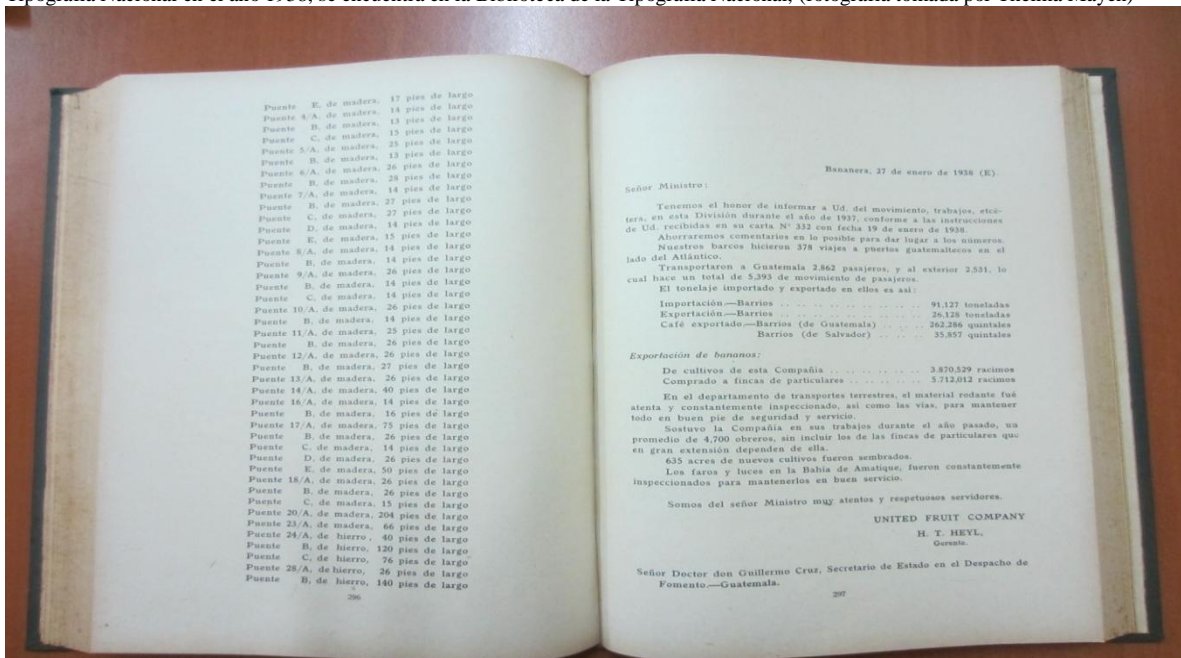 Tipografía Nacional en el año 1938, se encuentra en la Biblioteca de la Tipografía Nacional, (fotografía tomada por Thelma Mayen)
Puente E, de madera, 17 pies de largo
Puente 4/A, de madera, 14 pies de largo
Puente B, de madera, 13 pies de largo
Puente C, de madera, 15 pies de largo
Puente 5/A, de madera, 25 pies de largo
Puente B, de madera, 13 pies de largo
Puente 6/A, de madera, 26 pies de largo
Puente B, de madera, 28 pies de largo
Puente 7/A, de madera, 14 pies de largo
Puente B, de madera, 27 pies de largo
Puente C, de madera, 27 pies de largo
Puente D, de madera, 14 pies de largo
Puente E, de madera, 15 pies de largo
Puente 8/A, de madera, 14 pies de largo
Puente B, de madera, 14 pies de largo
Puente 9/A, de madera, 26 pies de largo
Puente B, de madera, 14 pies de largo
Puente C, de madera, 14 pies de largo
Puente 10/A, de madera, 26 pies de largo
Puente B, de madera, 14 pies de largo
Puente 11/A, de madera, 25 pies de largo
Puente B, de madera, 26 pies de largo
Puente 12/A, de madera, 26 pies de largo
Puente B, de madera, 27 pies de largo
Puente 13/A, de madera, 26 pies de largo
Puente 14/A, de madera, 40 pies de largo
Puente 16/A, de madera, 14 pies de largo
Puente B, de madera, 16 pies de largo
Puente 17/A, de madera, 75 pies de largo
Puente B, de madera, 26 pies de largo
Puente C, de madera, 14 pies de largo
Puente D, de madera, 26 pies de largo
Puente E, de madera, 50 pies de largo
Puente 18/A, de madera, 26 pies de largo
Puente B, de madera, 26 pies de largo
Puente C, de madera, 15 pies de largo
Puente 20/A, de madera, 204 pies de largo
Puente 23/A, de madera, 66 pies de largo
Puente 24/A, de hierro, 40 pies de largo
Puente B, de hierro, 120 pies de largo
Puente C, de hierro, 76 pies de largo
Puente 28/A, de hierro, 26 pies de largo
Puente B, de hierro, 140 pies de largo
296
Bananera, 27 de enero de 1938 (E).
Señor Ministro:
Tenemos el honor de informar a Ud. del movimiento, trabajos, etcé-
tera, en esta División durante el año de 1937, conforme a las instrucciones
de Ud. recibidas en su carta Nº 332 con fecha 19 de enero de 1938.
Ahorraremos comentarios en lo posible para dar lugar a los números.
Nuestros barcos hicieron 378 viajes a puertos guatemaltecos en el
lado del Atlántico.
Transportaron a Guatemala 2,862 pasajeros, y al exterior 2,531, lo
cual hace un total de 5,393 de movimiento de pasajeros.
El tonelaje importado y exportado en ellos es así:
Importación.—Barrios .. .. .. .. .. .. .. .. 91,127 toneladas
Exportación.—Barrios .. .. .. .. .. .. .. .. 26,128 toneladas
Café exportado.—Barrios (de Guatemala) .. .. .. 262,286 quintales
Barrios (de Salvador) .. .. .. 35,857 quintales
Exportación de bananos:
De cultivos de esta Compañía .. .. .. .. .. .. 3.870,529 racimos
Comprado a fincas de particulares .. .. .. .. .. 5.712,012 racimos
En el departamento de transportes terrestres, el material rodante fué
atenta y constantemente inspeccionado, así como las vías, para mantener
todo en buen pie de seguridad y servicio.
Sostuvo la Compañía en sus trabajos durante el año pasado, un
promedio de 4,700 obreros, sin incluir los de las fincas de particulares que
en gran extensión dependen de ella.
635 acres de nuevos cultivos fueron sembrados.
Los faros y luces en la Bahía de Amatique, fueron constantemente
inspeccionados para mantenerlos en buen servicio.
Somos del señor Ministro muy atentos y respetuosos servidores.
UNITED FRUIT COMPANY
H. T. HEYL,
Gerente.
Señor Doctor don Guillermo Cruz, Secretario de Estado en el Despacho de
Fomento.—Guatemala.
297